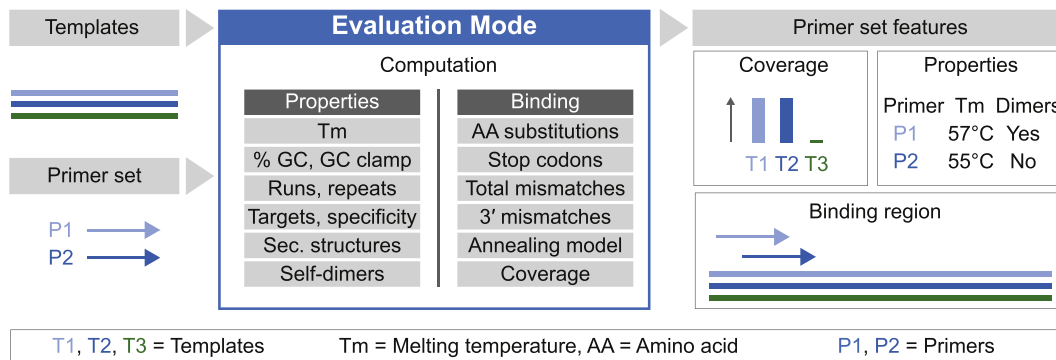 Templates
Evaluation Mode
Primer set features
Computation
Properties
Binding
Tm
AA substitutions
% GC, GC clamp
Stop codons
Runs, repeats
Total mismatches
Targets, specificity
3′ mismatches
Sec. structures
Annealing model
Self-dimers
Coverage
Primer set
P1
P2
Coverage
T1 T2 T3
Properties
Primer Tm Dimers
P1 57°C Yes
P2 55°C No
Binding region
T1, T2, T3 = Templates Tm = Melting temperature, AA = Amino acid P1, P2 = Primers